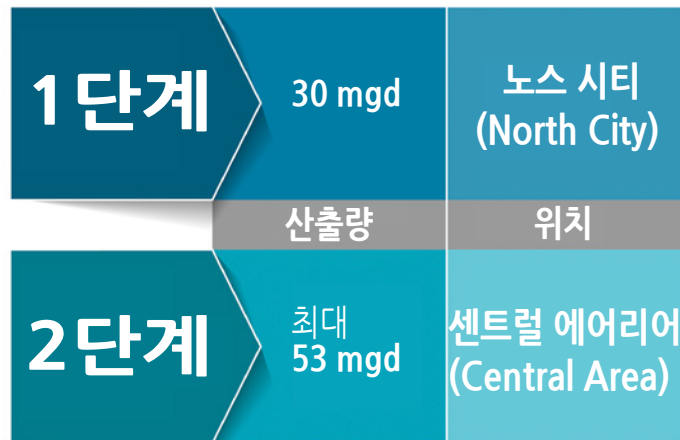 1단계
30 mgd
노스 시티
(North City)
산출량
위치
2단계
최대
53 mgd
센트럴 에어리어
(Central Area)